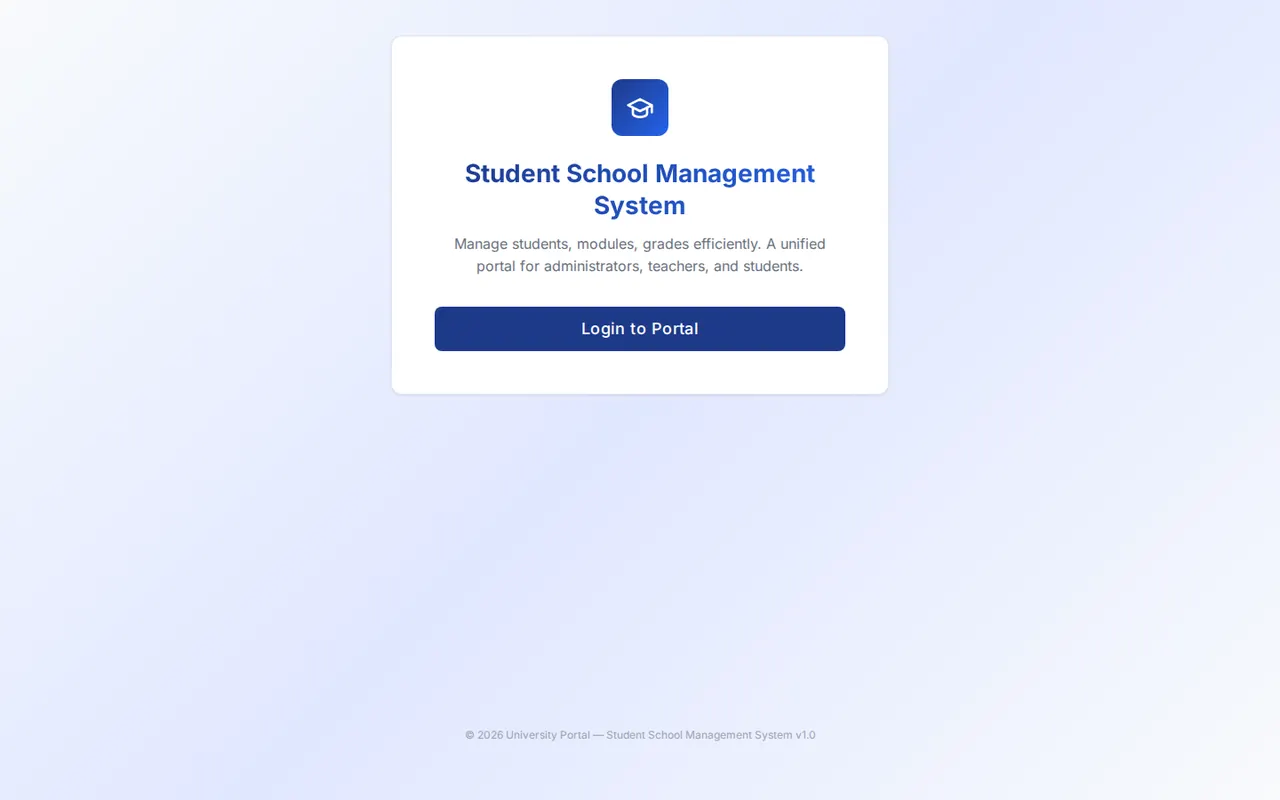 Student School Management
System
Manage students, modules, grades efficiently. A unified
portal for administrators, teachers, and students.
Login to Portal
© 2026 University Portal — Student School Management System v1.0